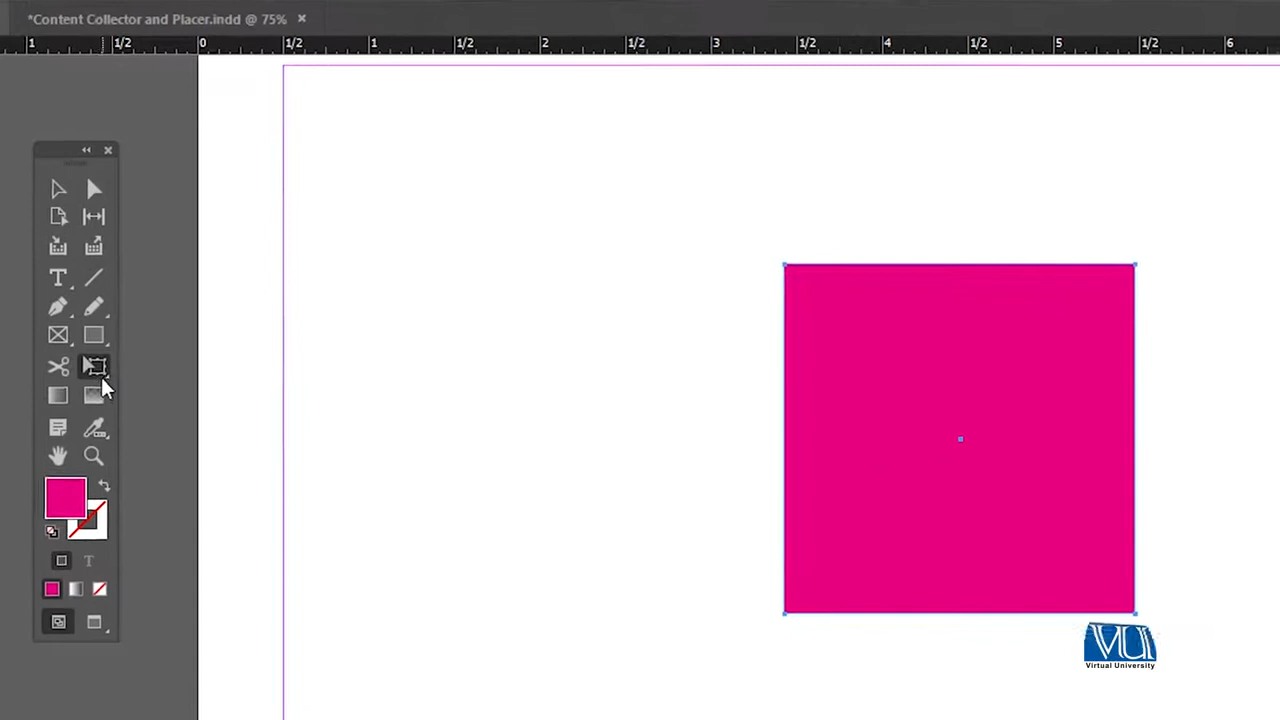 *Content Collector and Placer.indd @ 75%
1 1/2 0 1/2 1 1/2 2 1/2 3 1/2 4 1/2 5 1/2 6
T
T
VU
Virtual University